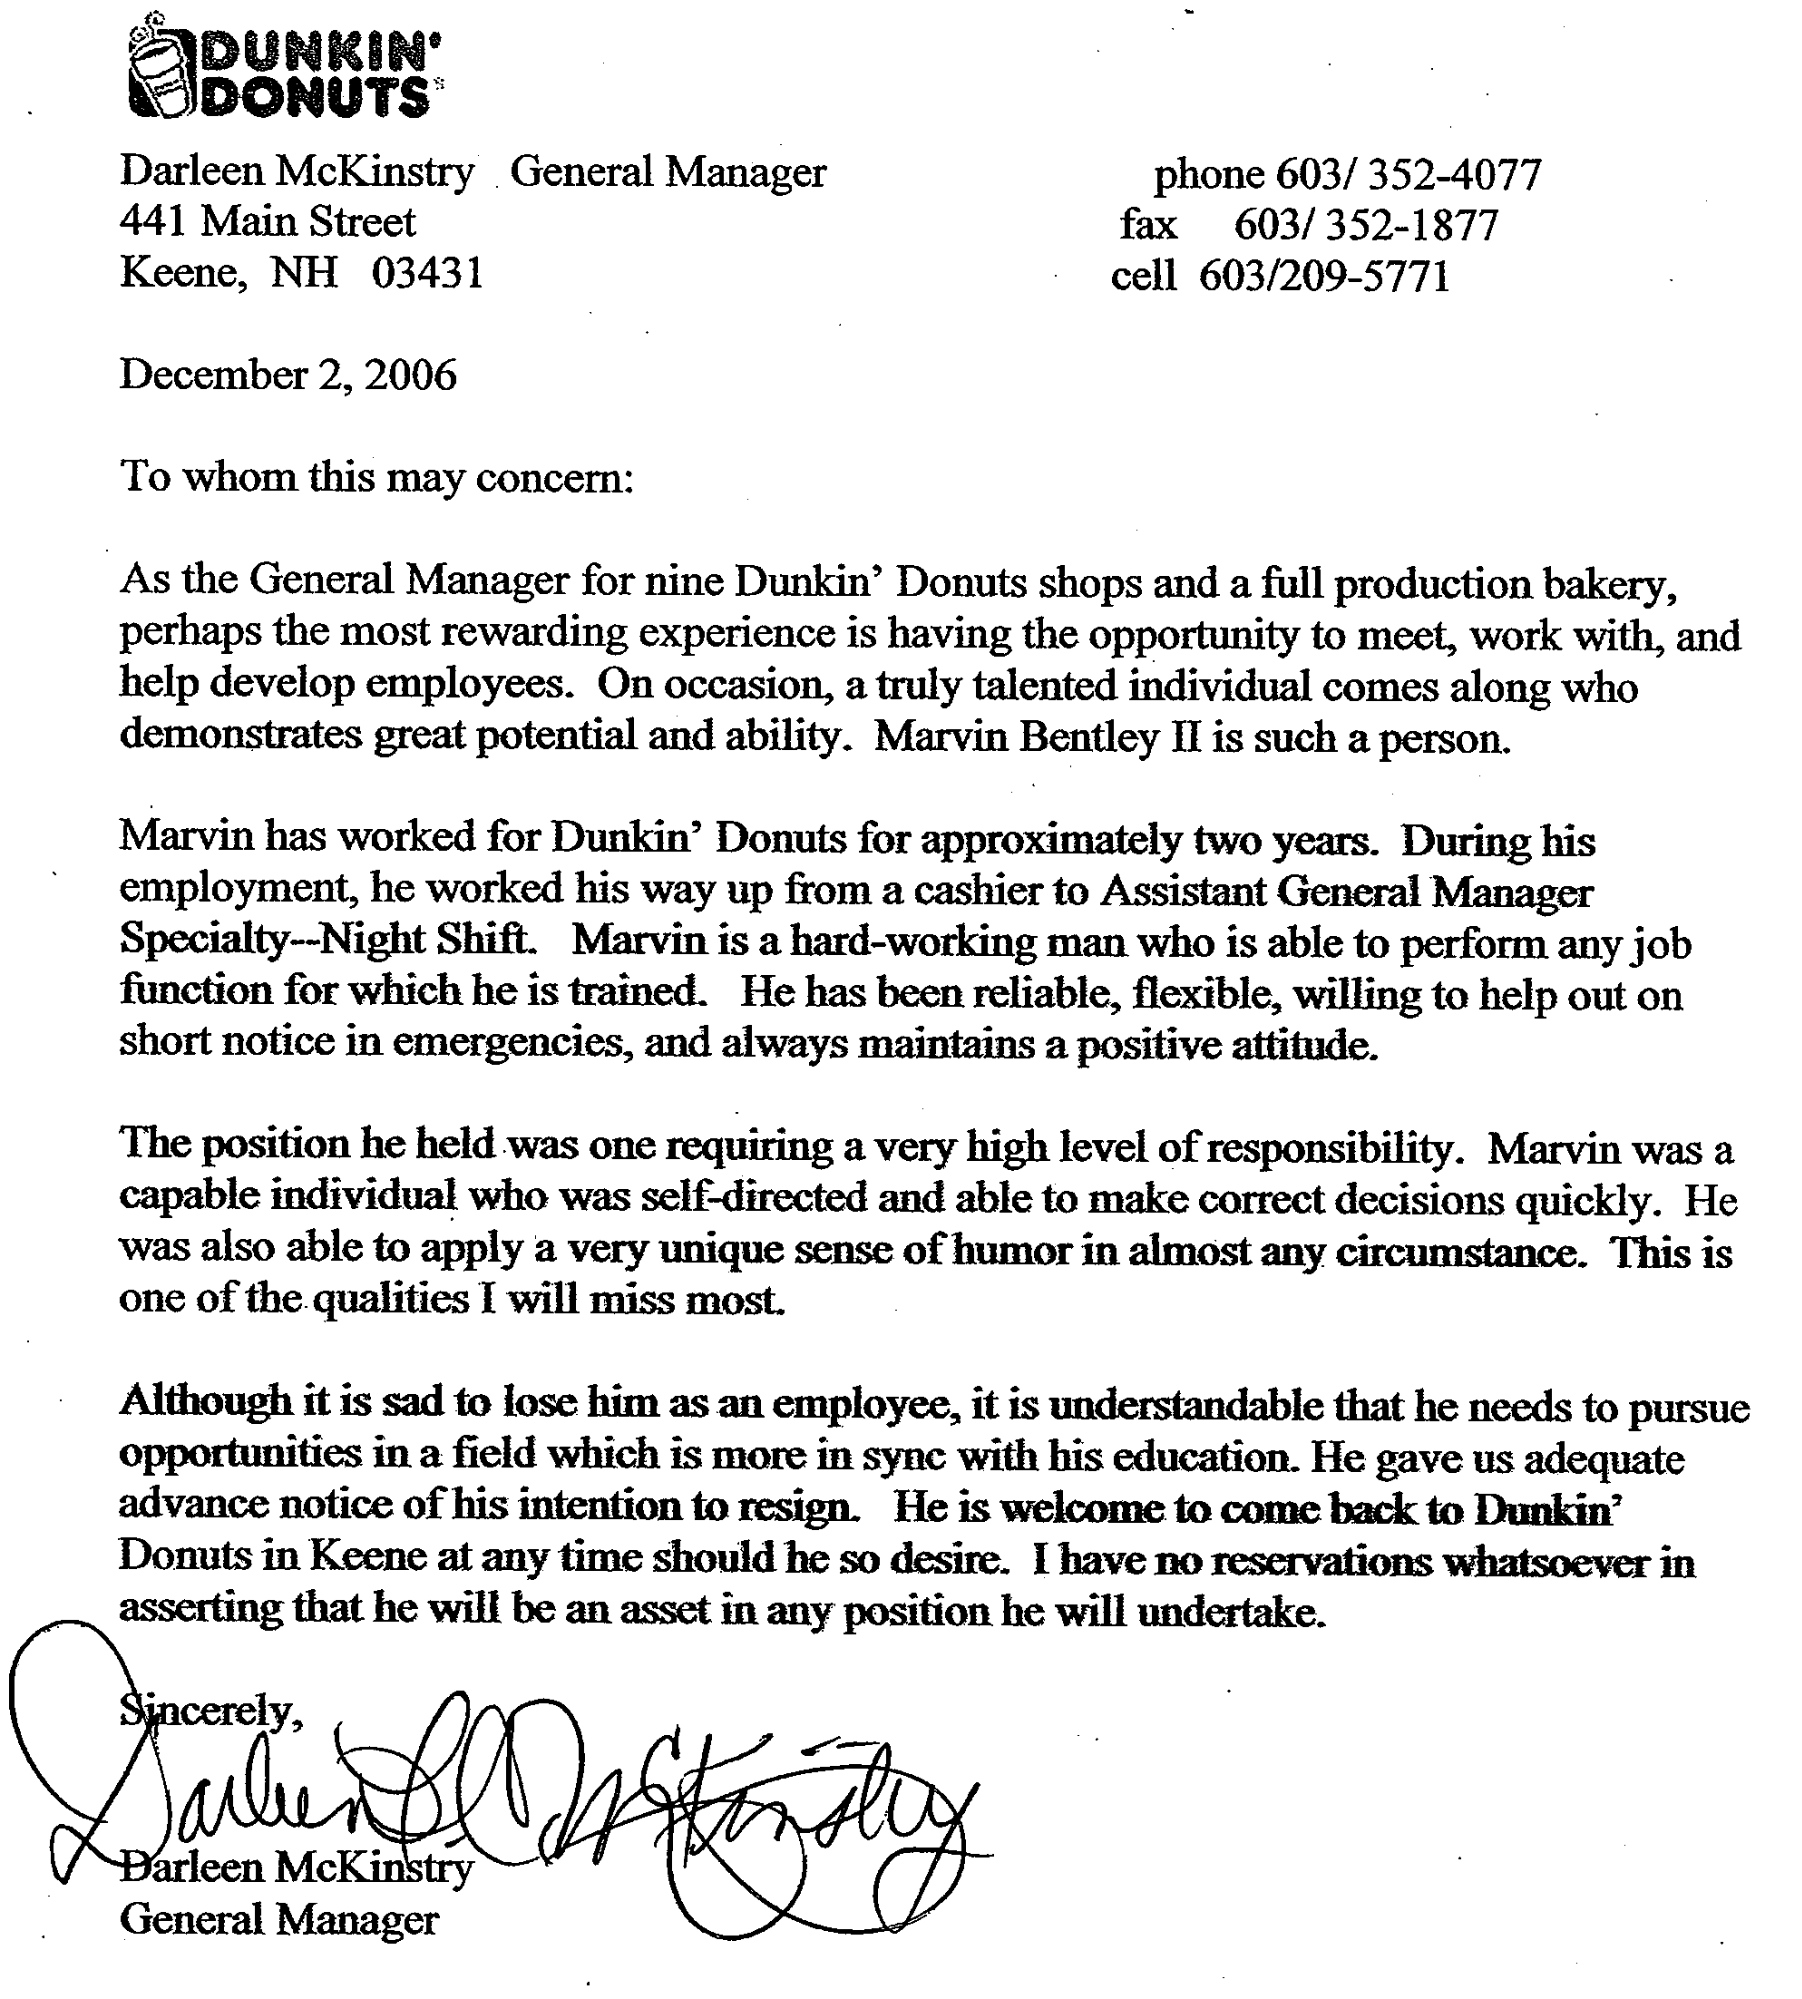 DUNKIN'
DONUTS
Darleen McKinstry General Manager phone 603/ 352-4077
441 Main Street fax 603/ 352-1877
Keene, NH 03431 cell 603/209-5771
December 2, 2006
To whom this may concern:
As the General Manager for nine Dunkin' Donuts shops and a full production bakery,
perhaps the most rewarding experience is having the opportunity to meet, work with, and
help develop employees. On occasion, a truly talented individual comes along who
demonstrates great potential and ability. Marvin Bentley II is such a person.
Marvin has worked for Dunkin' Donuts for approximately two years. During his
employment, he worked his way up from a cashier to Assistant General Manager
Specialty--Night Shift. Marvin is a hard-working man who is able to perform any job
function for which he is trained. He has been reliable, flexible, willing to help out on
short notice in emergencies, and always maintains a positive attitude.
The position he held was one requiring a very high level of responsibility. Marvin was a
capable individual who was self-directed and able to make correct decisions quickly. He
was also able to apply a very unique sense of humor in almost any circumstance. This is
one of the qualities I will miss most.
Although it is sad to lose him as an employee, it is understandable that he needs to pursue
opportunities in a field which is more in sync with his education. He gave us adequate
advance notice of his intention to resign. He is welcome to come back to Dunkin'
Donuts in Keene at any time should he so desire. I have no reservations whatsoever in
asserting that he will be an asset in any position he will undertake.
Sincerely,
Darleen L McKinstry
Darleen McKinstry
General Manager